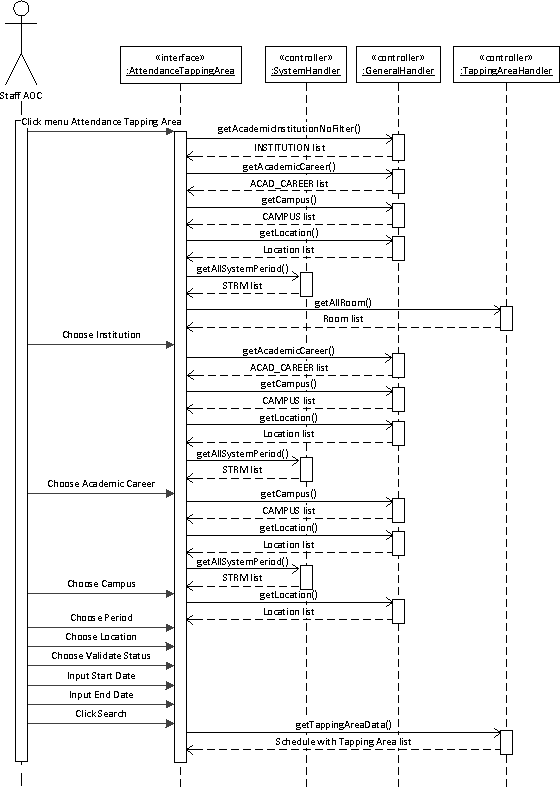 «interface»
:AttendanceTappingArea
«controller»
:SystemHandler
«controller»
:GeneralHandler
«controller»
:TappingAreaHandler
Staff AOC
Click menu Attendance Tapping Area
getAcademicInstitutionNoFilter()
INSTITUTION list
getAcademicCareer()
ACAD_CAREER list
getCampus()
CAMPUS list
getLocation()
Location list
getAllSystemPeriod()
STRM list
getAllRoom()
Room list
Choose Institution
getAcademicCareer()
ACAD_CAREER list
getCampus()
CAMPUS list
getLocation()
Location list
getAllSystemPeriod()
STRM list
Choose Academic Career
getCampus()
CAMPUS list
getLocation()
Location list
getAllSystemPeriod()
STRM list
Choose Campus
getLocation()
Location list
Choose Period
Choose Location
Choose Validate Status
Input Start Date
Input End Date
Click Search
getTappingAreaData()
Schedule with Tapping Area list